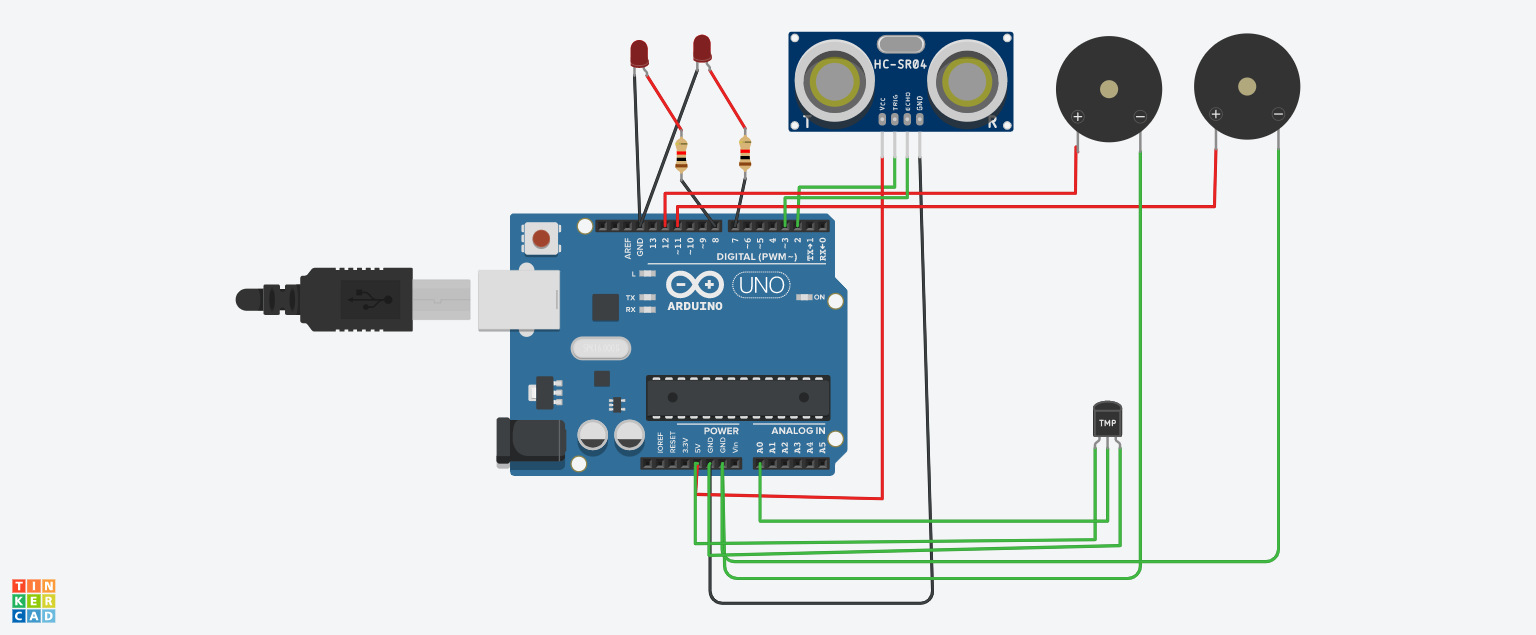 HC-SR04
VCC
TRIG
ECHO
GND
T
R
+
−
+
−
AREF
GND
13
12
~11
~10
~9
8
7
~6
~5
4
~3
2
TX→1
RX←0
DIGITAL (PWM~)
L
TX
RX
ARDUINO
UNO
ON
POWER
ANALOG IN
IOREF
RESET
3.3V
5V
GND
GND
Vin
A0
A1
A2
A3
A4
A5
TMP
TIN
KER
CAD